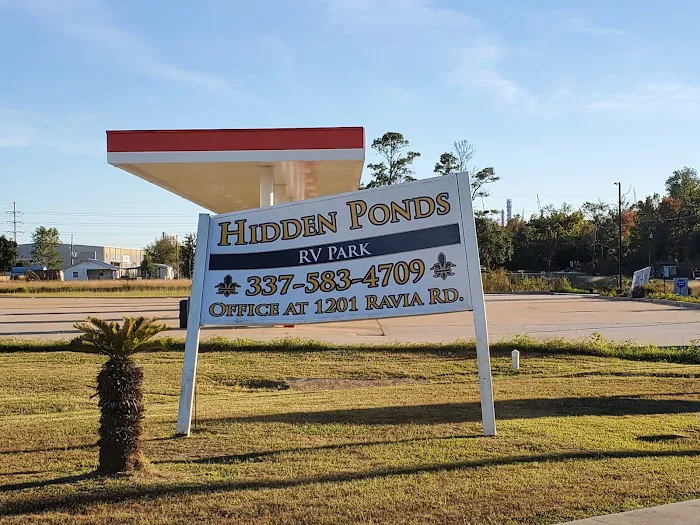 Hidden Ponds
RV Park
337-583-4709
Office at 1201 Ravia Rd.